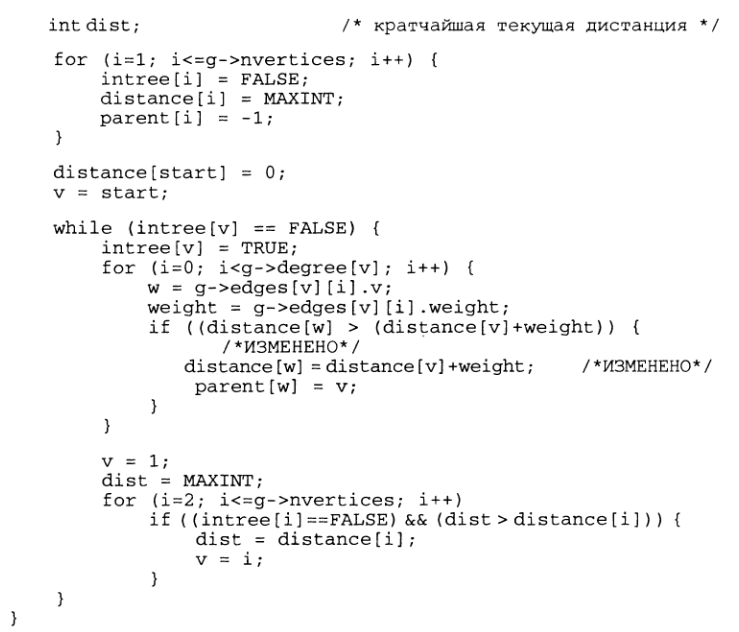 int dist; /* кратчайшая текущая дистанция */
for (i=1; i<=g->nvertices; i++) {
intree[i] = FALSE;
distance[i] = MAXINT;
parent[i] = -1;
}
distance[start] = 0;
v = start;
while (intree[v] == FALSE) {
intree[v] = TRUE;
for (i=0; i<g->degree[v]; i++) {
w = g->edges[v][i].v;
weight = g->edges[v][i].weight;
if ((distance[w] > (distance[v]+weight)) {
/*ИЗМЕНЕНО*/
distance[w] = distance[v]+weight; /*ИЗМЕНЕНО*/
parent[w] = v;
}
}
v = 1;
dist = MAXINT;
for (i=2; i<=g->nvertices; i++)
if ((intree[i]==FALSE) && (dist > distance[i])) {
dist = distance[i];
v = i;
}
}
}